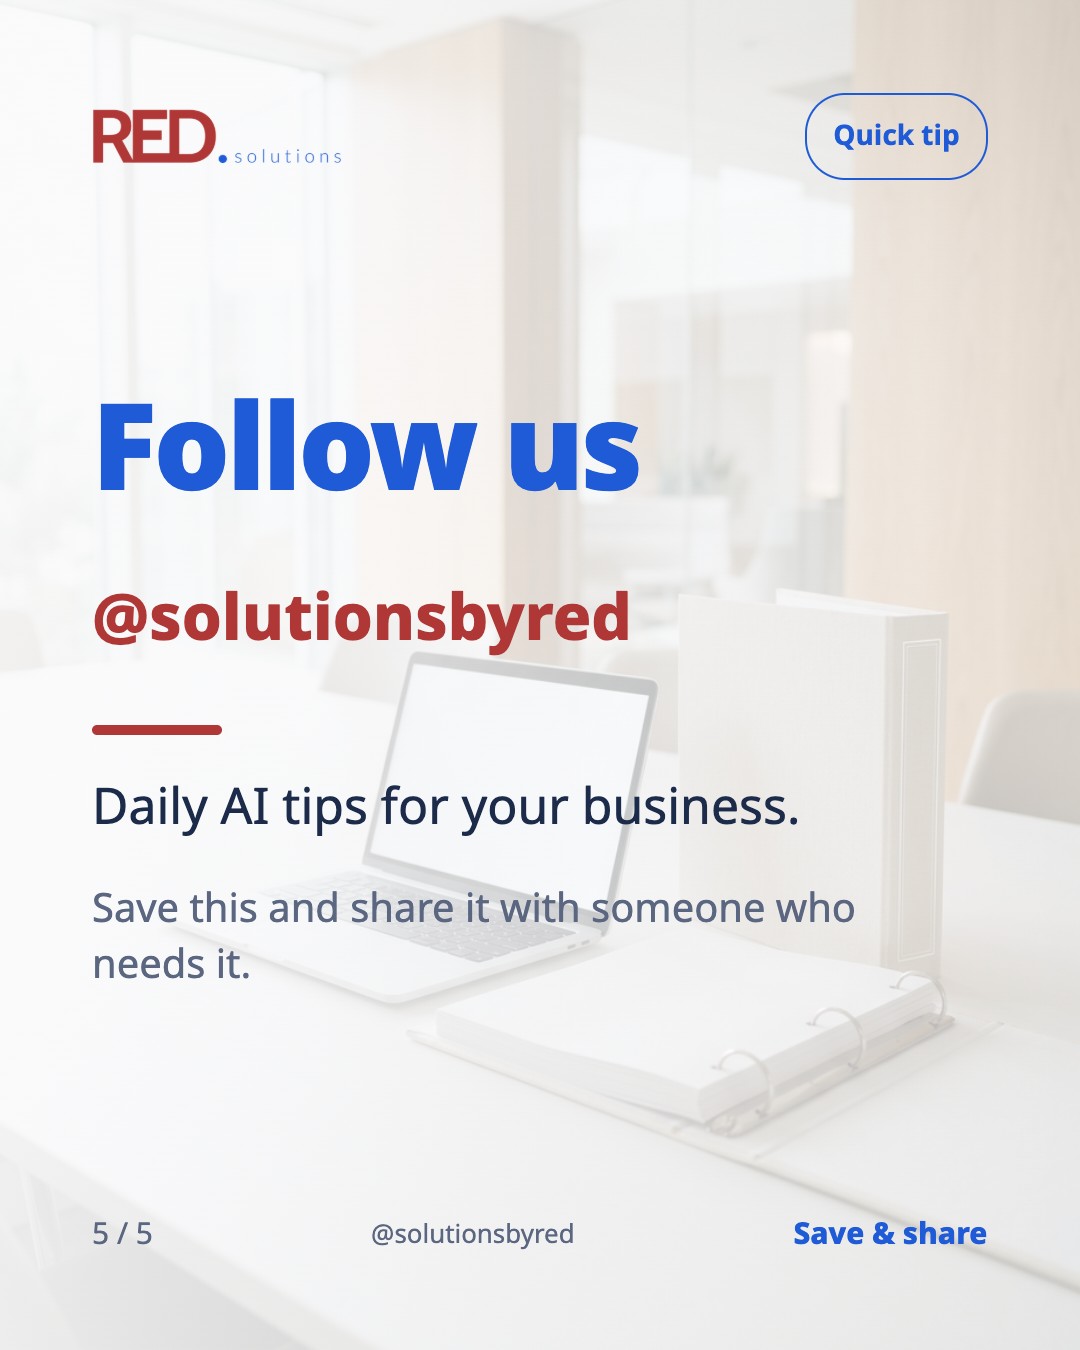 RED.solutions
Quick tip
Follow us
@solutionsbyred
Daily AI tips for your business.
Save this and share it with someone who
needs it.
5 / 5
@solutionsbyred
Save & share